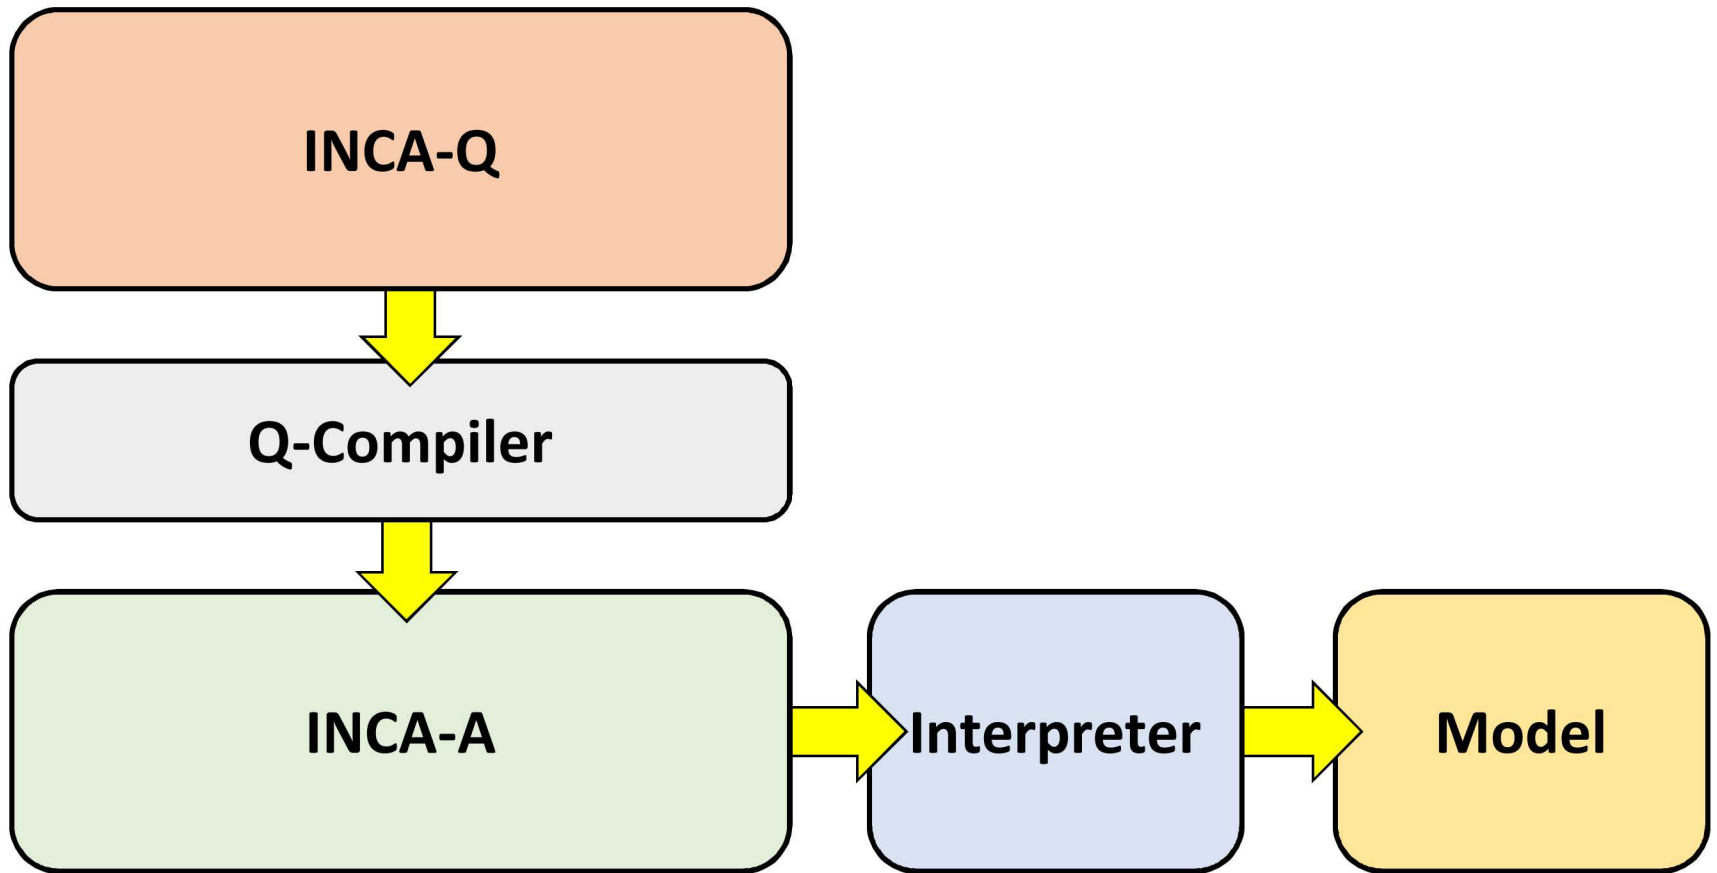 INCA-Q
Q-Compiler
INCA-A
Interpreter
Model